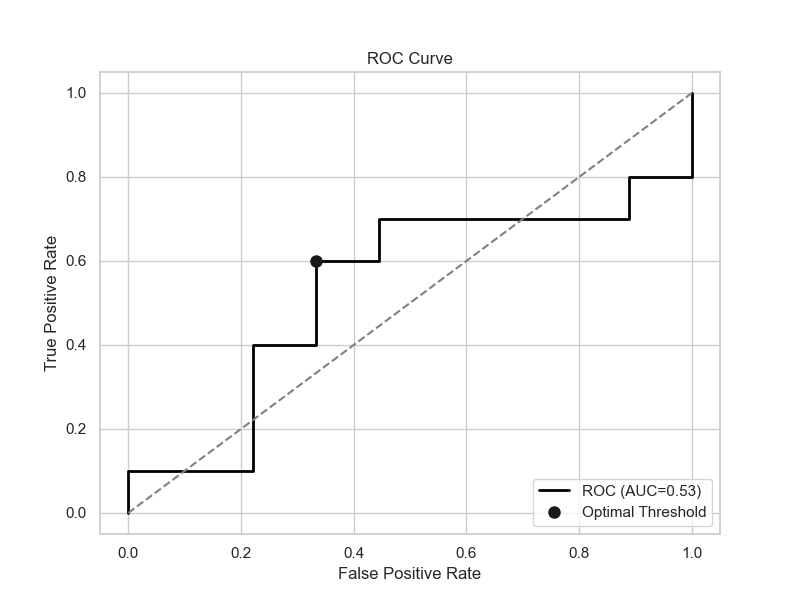 ROC Curve
True Positive Rate
1.0
0.8
0.6
0.4
0.2
0.0
0.0 0.2 0.4 0.6 0.8 1.0
False Positive Rate
ROC (AUC=0.53)
Optimal Threshold